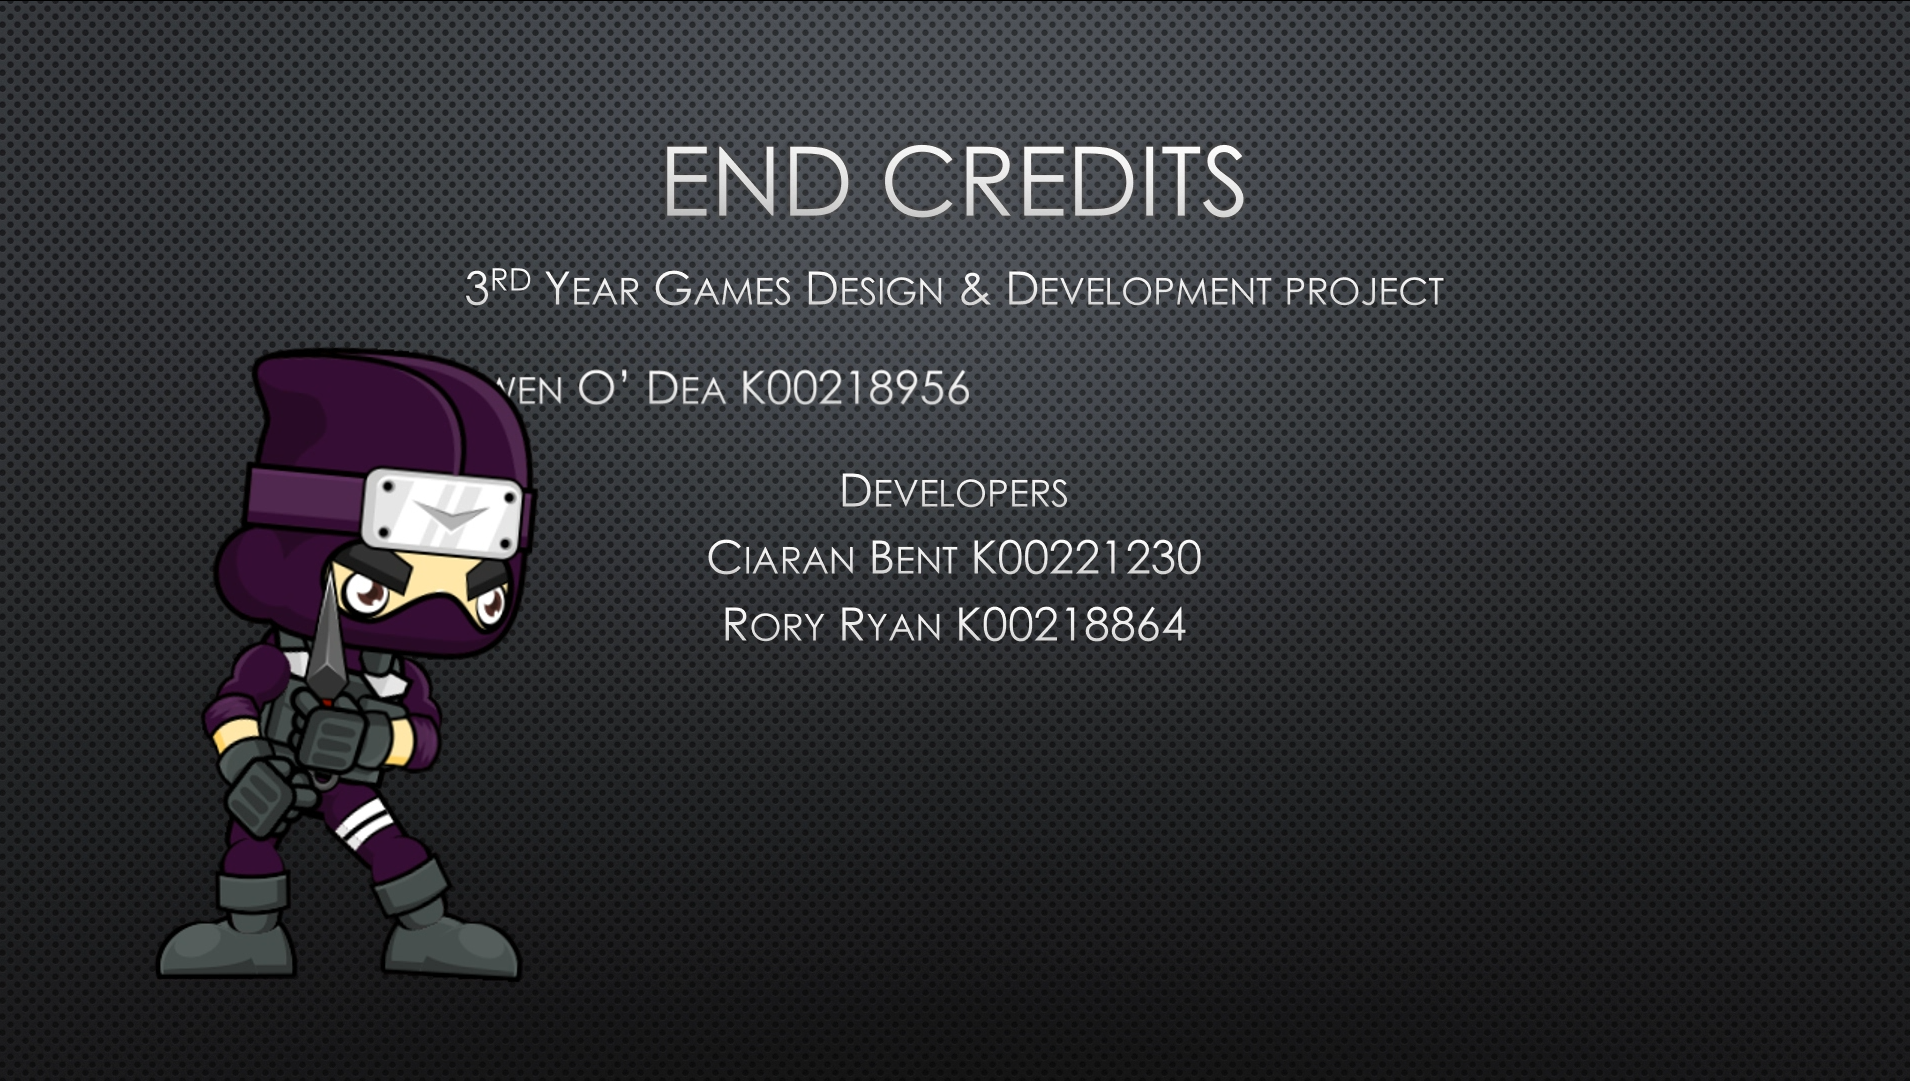 END CREDITS
3RD YEAR GAMES DESIGN & DEVELOPMENT PROJECT
O’ DEA K00218956
DEVELOPERS
CIARAN BENT K00221230
RORY RYAN K00218864